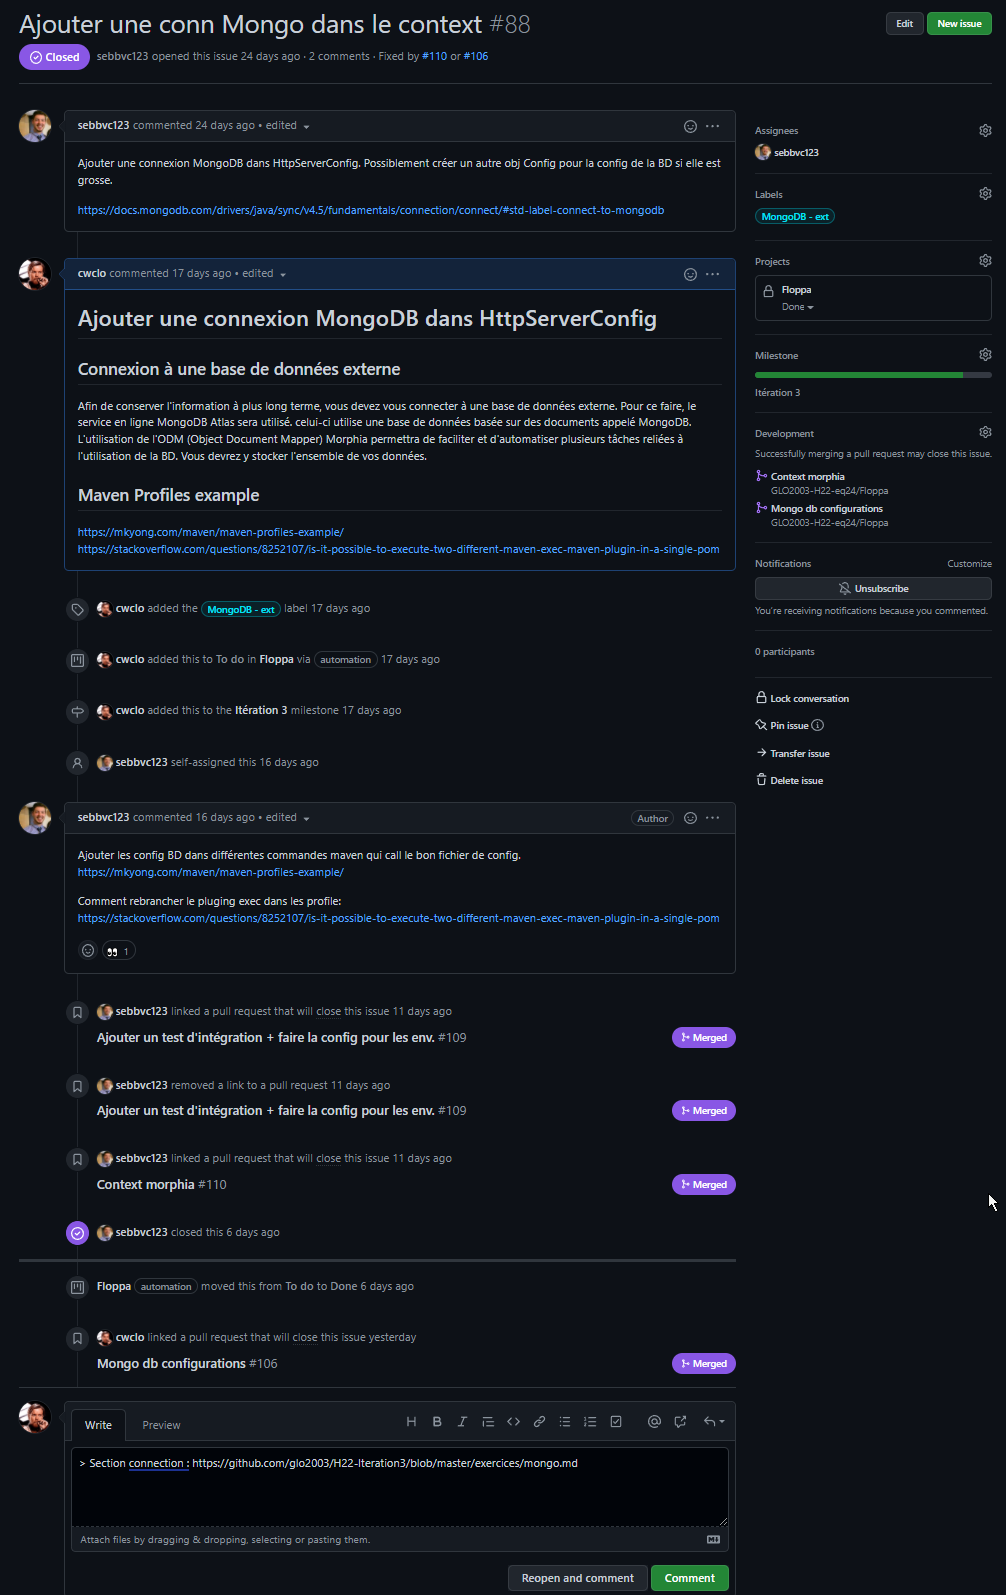 Ajouter une conn Mongo dans le context #88
Edit
New issue
Closed
sebbvc123 opened this issue 24 days ago · 2 comments · Fixed by #110 or #106
sebbvc123 commented 24 days ago • edited
Ajouter une connexion MongoDB dans HttpServerConfig. Possiblement créer un autre obj Config pour la config de la BD si elle est
grosse.
https://docs.mongodb.com/drivers/java/sync/v4.5/fundamentals/connection/connect/#std-label-connect-to-mongodb
cwclo commented 17 days ago • edited
Ajouter une connexion MongoDB dans HttpServerConfig
Connexion à une base de données externe
Afin de conserver l'information à plus long terme, vous devez vous connecter à une base de données externe. Pour ce faire, le
service en ligne MongoDB Atlas sera utilisé. celui-ci utilise une base de données basée sur des documents appelé MongoDB.
L'utilisation de l'ODM (Object Document Mapper) Morphia permettra de faciliter et d'automatiser plusieurs tâches reliées à
l'utilisation de la BD. Vous devrez y stocker l'ensemble de vos données.
Maven Profiles example
https://mkyong.com/maven/maven-profiles-example/
https://stackoverflow.com/questions/8252107/is-it-possible-to-execute-two-different-maven-exec-maven-plugin-in-a-single-pom
cwclo added the MongoDB - ext label 17 days ago
cwclo added this to To do in Floppa via automation 17 days ago
cwclo added this to the Itération 3 milestone 17 days ago
sebbvc123 self-assigned this 16 days ago
sebbvc123 commented 16 days ago • edited
Author
Ajouter les config BD dans différentes commandes maven qui call le bon fichier de config.
https://mkyong.com/maven/maven-profiles-example/
Comment rebrancher le pluging exec dans les profile:
https://stackoverflow.com/questions/8252107/is-it-possible-to-execute-two-different-maven-exec-maven-plugin-in-a-single-pom
1
sebbvc123 linked a pull request that will close this issue 11 days ago
Ajouter un test d'intégration + faire la config pour les env. #109
Merged
sebbvc123 removed a link to a pull request 11 days ago
Ajouter un test d'intégration + faire la config pour les env. #109
Merged
sebbvc123 linked a pull request that will close this issue 11 days ago
Context morphia #110
Merged
sebbvc123 closed this 6 days ago
Floppa automation moved this from To do to Done 6 days ago
cwclo linked a pull request that will close this issue yesterday
Mongo db configurations #106
Merged
Write
Preview
> Section connection : https://github.com/glo2003/H22-Iteration3/blob/master/exercices/mongo.md
Attach files by dragging & dropping, selecting or pasting them.
Reopen and comment
Comment
Assignees
sebbvc123
Labels
MongoDB - ext
Projects
Floppa
Done
Milestone
Itération 3
Development
Successfully merging a pull request may close this issue.
Context morphia
GLO2003-H22-eq24/Floppa
Mongo db configurations
GLO2003-H22-eq24/Floppa
Notifications
Customize
Unsubscribe
You're receiving notifications because you commented.
0 participants
Lock conversation
Pin issue
Transfer issue
Delete issue